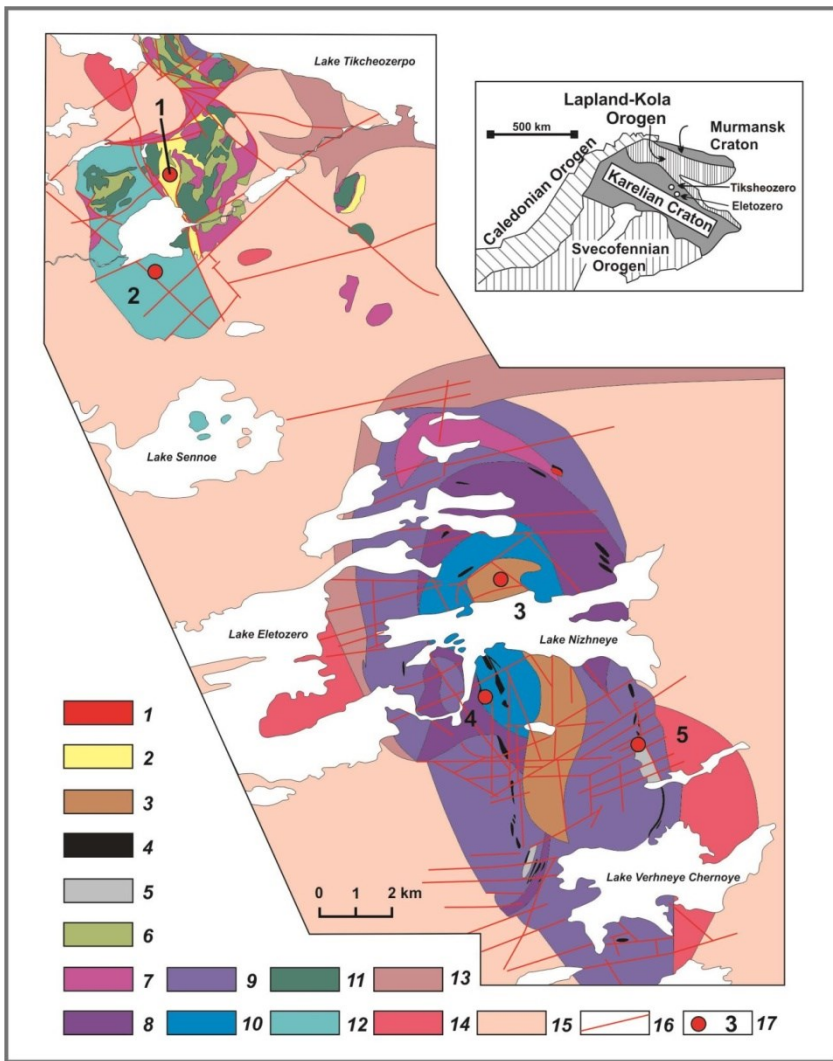 Lake Tikcheozerpo
1
2
Lapland-Kola
Orogen
500 km
Murmansk
Craton
Tiksheozero
Eletozero
Caledonian Orogen
Karelian Craton
Svecofennian
Orogen
Lake Sennoe
3
Lake Eletozero
Lake Nizhneye
4
5
Lake Verhneye Chernoye
0 1 2 km
1
2
3
4
5
6
7 9 11 13
8 10 12 14 15 16 3 17